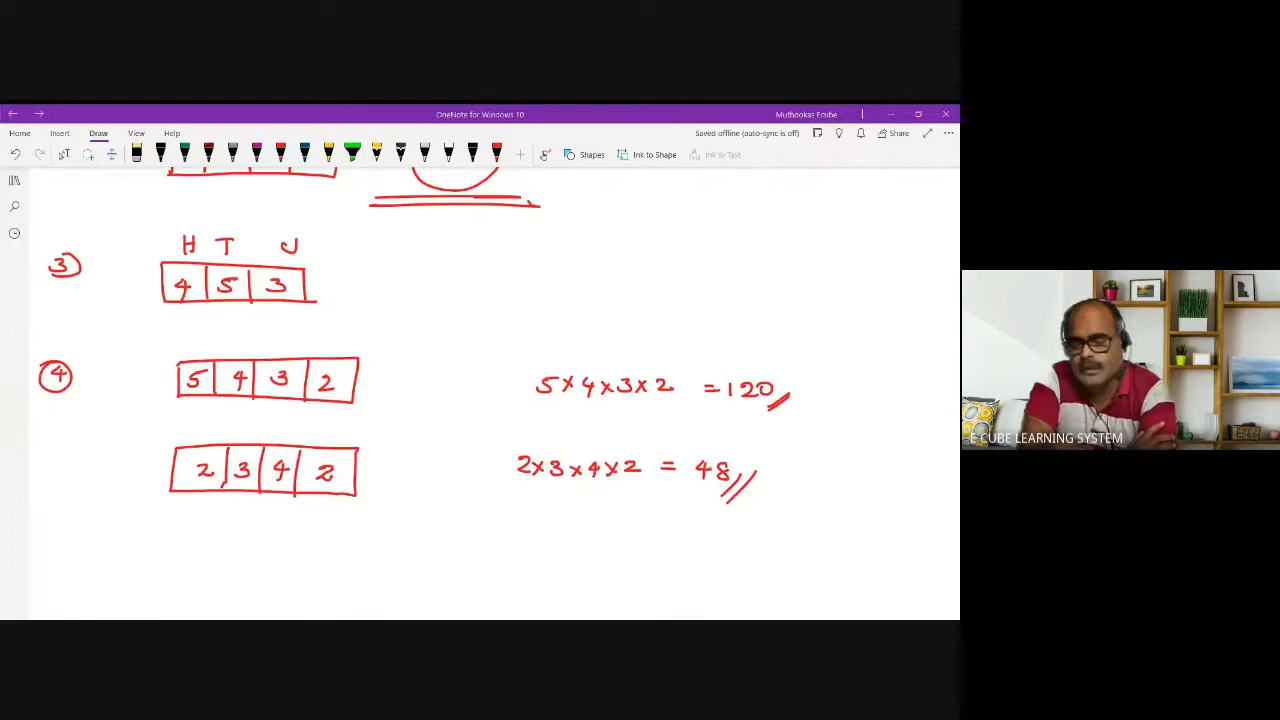 OneNote for Windows 10
Muthookas Ecube
Home Insert Draw View Help
Saved offline (auto-sync is off)
Share
Shapes
Ink to Shape
Ink to Text
H T U
3
4 5 3
4
5 4 3 2
5×4×3×2 = 120
2 3 4 2
2×3×4×2 = 48
E CUBE LEARNING SYSTEM